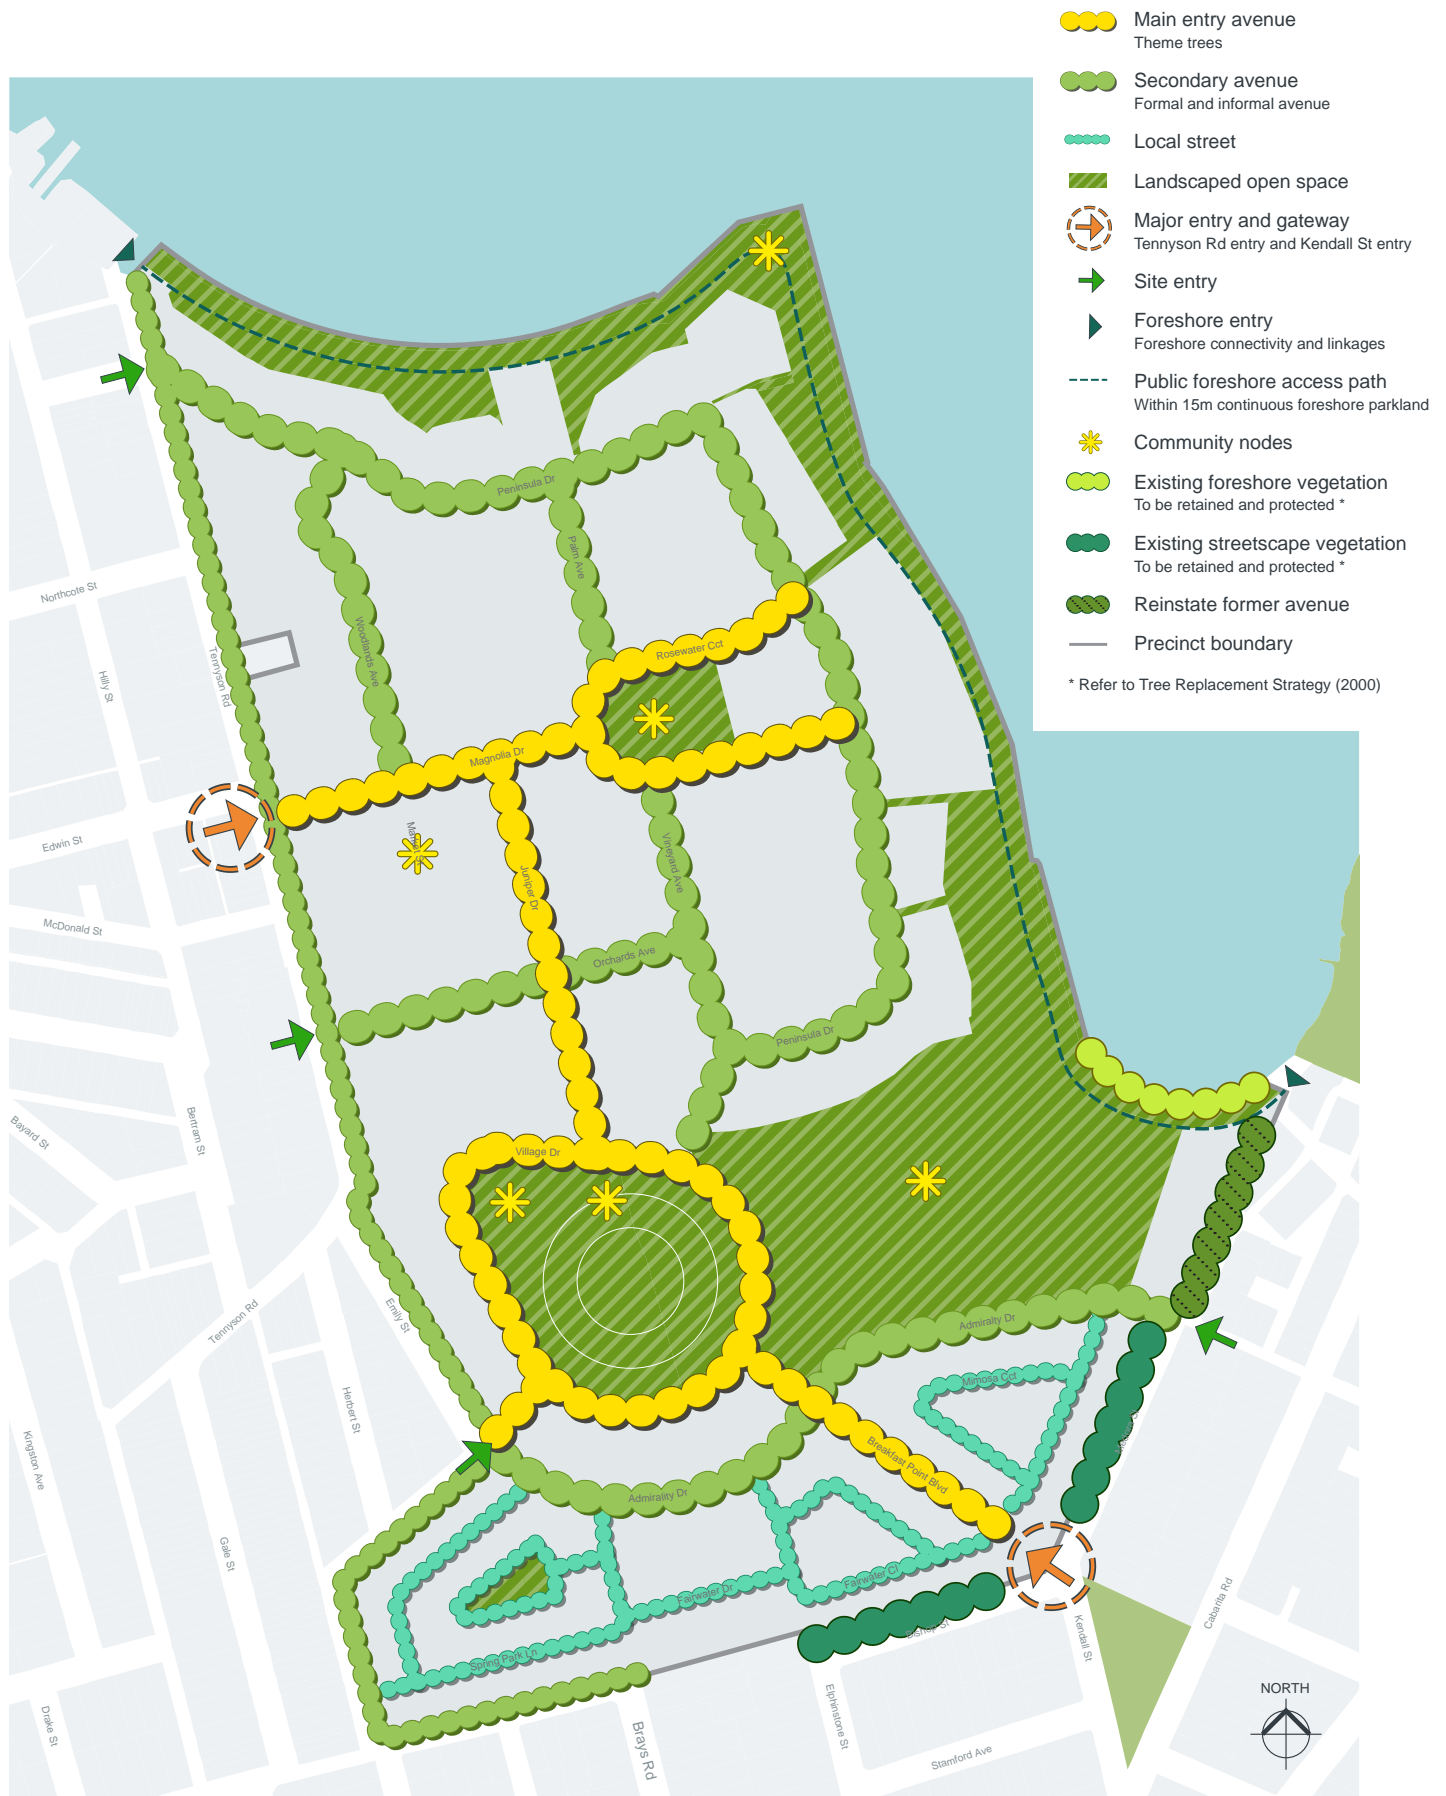 Main entry avenue
Theme trees
Secondary avenue
Formal and informal avenue
Local street
Landscaped open space
Major entry and gateway
Tennyson Rd entry and Kendall St entry
Site entry
Foreshore entry
Foreshore connectivity and linkages
Public foreshore access path
Within 15m continuous foreshore parkland
Community nodes
Existing foreshore vegetation
To be retained and protected *
Existing streetscape vegetation
To be retained and protected *
Reinstate former avenue
Precinct boundary
* Refer to Tree Replacement Strategy (2000)
Peninsula Dr
Palm Ave
Northcote St
Woodlands Ave
Rosewater Cct
Tennyson Rd
Hilly St
Magnolia Dr
Edwin St
Juniper Dr
Vineyard Ave
McDonald St
Orchards Ave
Peninsula Dr
Bayard St
Bertram St
Village Dr
Emily St
Tennyson Rd
Admiralty Dr
Mimosa Cct
Herbert St
Kingston Ave
Breakfast Point Blvd
Admirality Dr
Gale St
Fairwater Dr
Fairwater Cl
Bishop St
Kendall St
Cabarita Rd
Spring Park Ln
Drake St
Brays Rd
Elphinstone St
Stamford Ave
NORTH